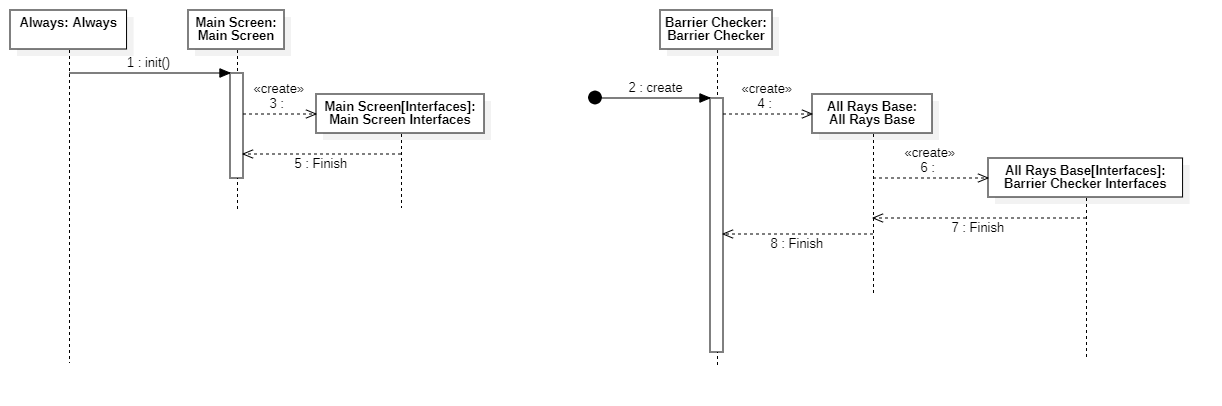 Always: Always
Main Screen:
Main Screen
Barrier Checker:
Barrier Checker
1 : init()
2 : create
«create»
3 :
Main Screen[Interfaces]:
Main Screen Interfaces
«create»
4 :
All Rays Base:
All Rays Base
5 : Finish
«create»
6 :
All Rays Base[Interfaces]:
Barrier Checker Interfaces
7 : Finish
8 : Finish